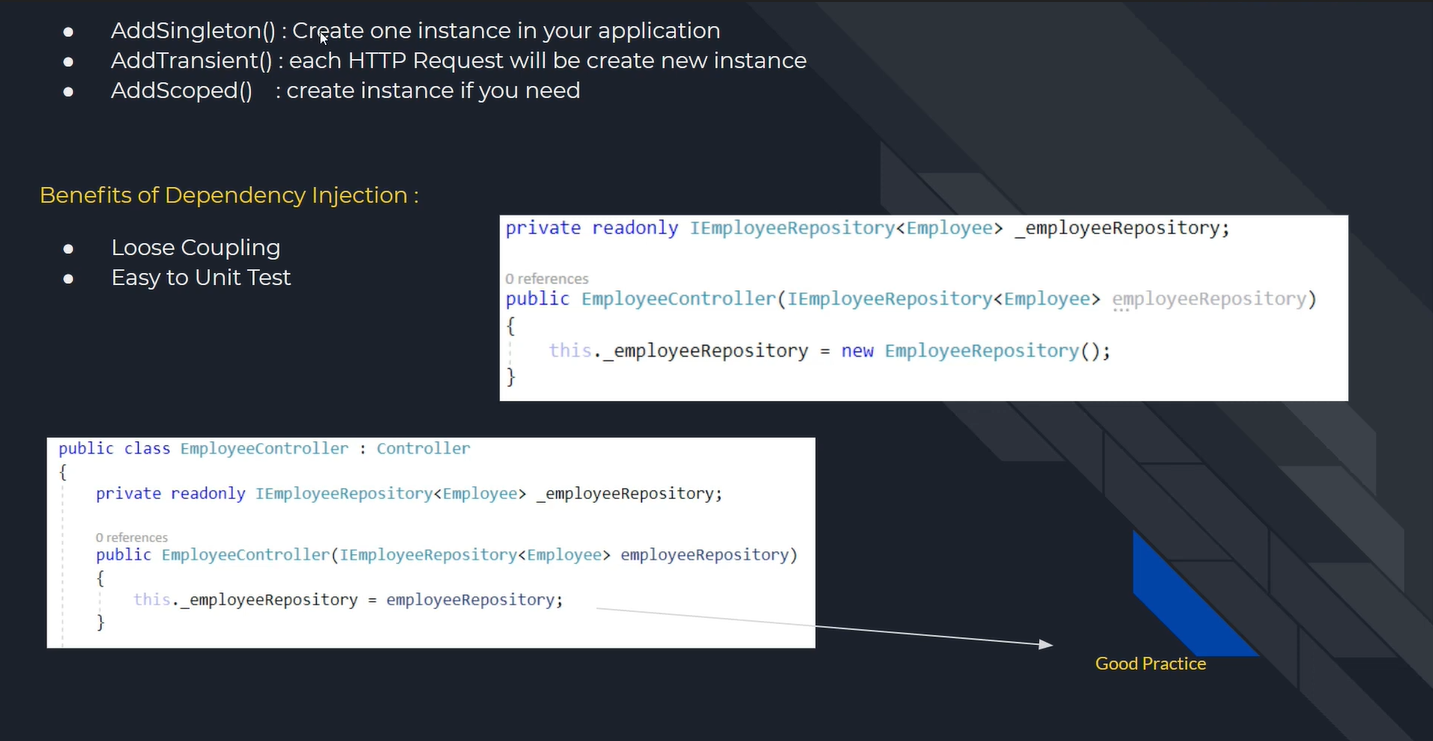 ● AddSingleton() : Create one instance in your application
● AddTransient() : each HTTP Request will be create new instance
● AddScoped() : create instance if you need
Benefits of Dependency Injection :
● Loose Coupling
● Easy to Unit Test
private readonly IEmployeeRepository<Employee> _employeeRepository;
0 references
public EmployeeController(IEmployeeRepository<Employee> employeeRepository)
{
this._employeeRepository = new EmployeeRepository();
}
public class EmployeeController : Controller
{
private readonly IEmployeeRepository<Employee> _employeeRepository;
0 references
public EmployeeController(IEmployeeRepository<Employee> employeeRepository)
{
this._employeeRepository = employeeRepository;
}
Good Practice